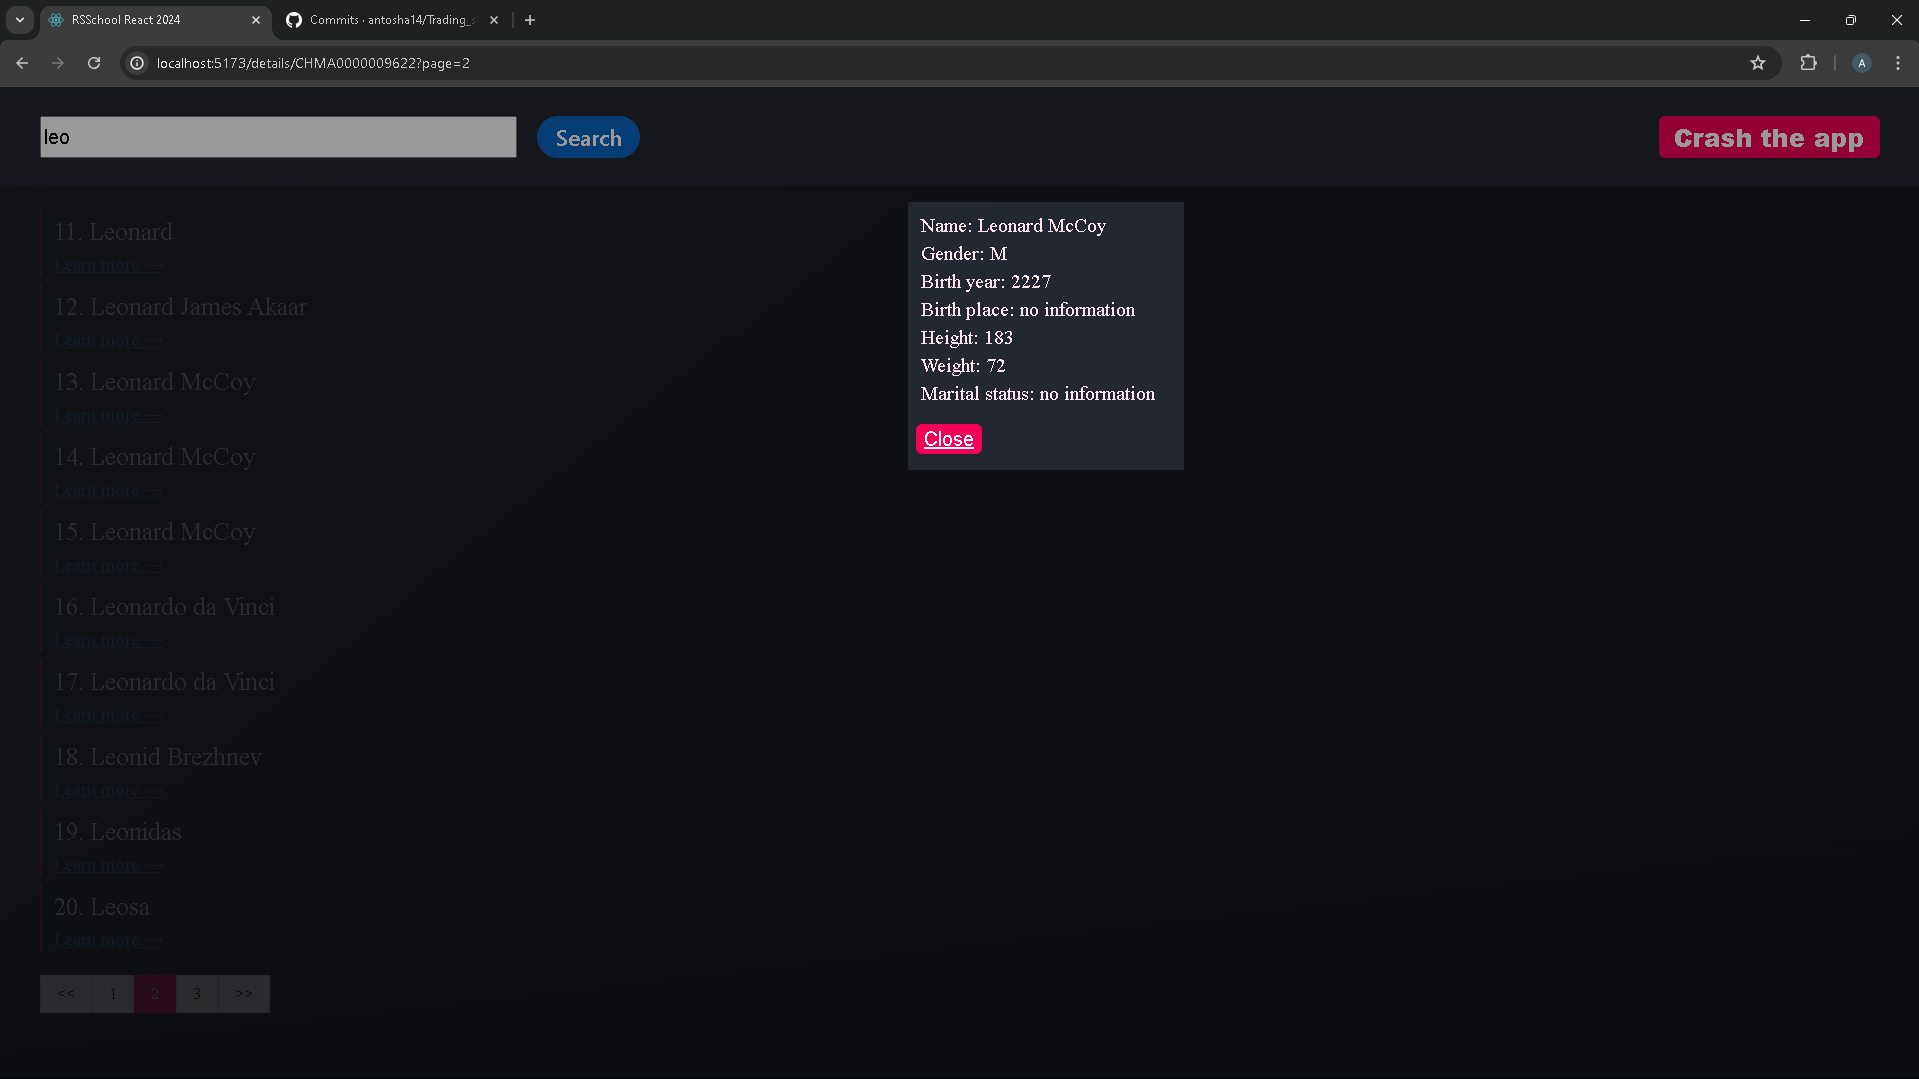 RSSchool React 2024
Commits · antosha14/Trading_s
localhost:5173/details/CHMA0000009622?page=2
A
leo
Search
Crash the app
11. Leonard
Learn more →
12. Leonard James Akaar
Learn more →
13. Leonard McCoy
Learn more →
14. Leonard McCoy
Learn more →
15. Leonard McCoy
Learn more →
16. Leonardo da Vinci
Learn more →
17. Leonardo da Vinci
Learn more →
18. Leonid Brezhnev
Learn more →
19. Leonidas
Learn more →
20. Leosa
Learn more →
<< 1 2 3 >>
Name: Leonard McCoy
Gender: M
Birth year: 2227
Birth place: no information
Height: 183
Weight: 72
Marital status: no information
Close